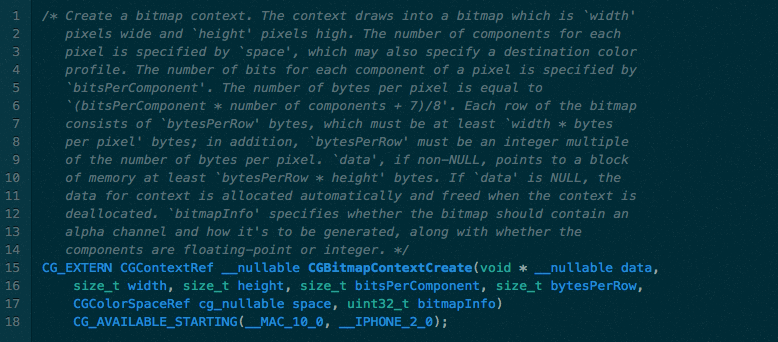 1 /* Create a bitmap context. The context draws into a bitmap which is `width'
2 pixels wide and `height' pixels high. The number of components for each
3 pixel is specified by `space', which may also specify a destination color
4 profile. The number of bits for each component of a pixel is specified by
5 `bitsPerComponent'. The number of bytes per pixel is equal to
6 `(bitsPerComponent * number of components + 7)/8'. Each row of the bitmap
7 consists of `bytesPerRow' bytes, which must be at least `width * bytes
8 per pixel' bytes; in addition, `bytesPerRow' must be an integer multiple
9 of the number of bytes per pixel. `data', if non-NULL, points to a block
10 of memory at least `bytesPerRow * height' bytes. If `data' is NULL, the
11 data for context is allocated automatically and freed when the context is
12 deallocated. `bitmapInfo' specifies whether the bitmap should contain an
13 alpha channel and how it's to be generated, along with whether the
14 components are floating-point or integer. */
15 CG_EXTERN CGContextRef __nullable CGBitmapContextCreate(void * __nullable data,
16 size_t width, size_t height, size_t bitsPerComponent, size_t bytesPerRow,
17 CGColorSpaceRef cg_nullable space, uint32_t bitmapInfo)
18 CG_AVAILABLE_STARTING(__MAC_10_0, __IPHONE_2_0);